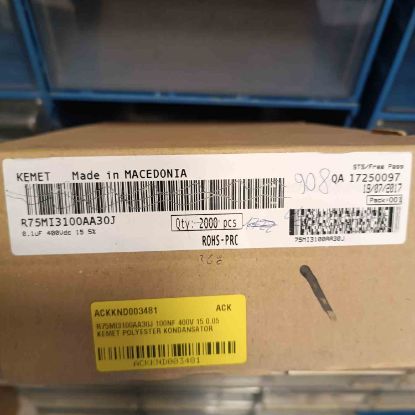 KEMET Made in MACEDONIA
STS/Free Pass
908 QA 17250097
19/07/2017
Pack:001
R75MI3100AA30J
Qty: 2000 pcs
0.1uF 400Vdc 15 5%
ROHS-PRC
75MI3100AA30J
ACKKND003481 ACK
R75MI3100AA30J 100NF 400V 15 0.05
KEMET POLYESTER KONDANSATOR
ACKKND003481